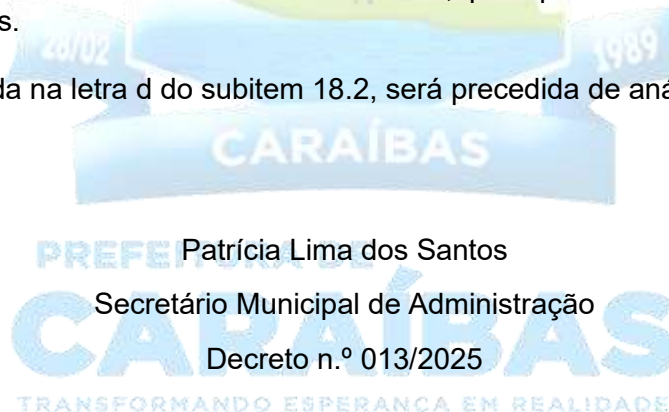 s.
28/02
1989
da na letra d do subitem 18.2, será precedida de aná
CARAÍBAS
PREFEITURA DE
Patrícia Lima dos Santos
Secretário Municipal de Administração
CARAÍBAS
Decreto n.º 013/2025
TRANSFORMANDO ESPERANÇA EM REALIDADE